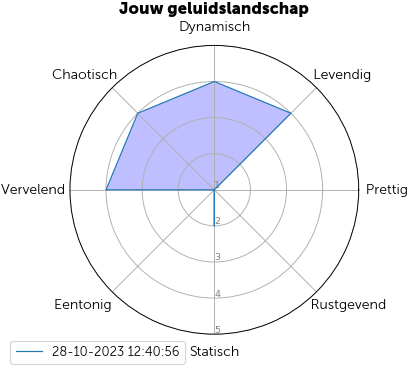 Jouw geluidslandschap
Dynamisch
Chaotisch
Levendig
Vervelend
1
Prettig
2
3
4
Eentonig
Rustgevend
5
28-10-2023 12:40:56
Statisch